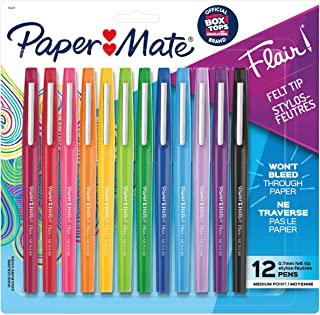 Paper Mate
OFFICIAL
BOX TOPS
BRAND
Flair!
FELT TIP
STYLOS-
FEUTRES
WON'T
BLEED
THROUGH
PAPER
NE
TRAVERSE
PAS LE
PAPIER
12 0.7mm felt tip
stylos-feutres
PENS
MEDIUM POINT / MOYENNE